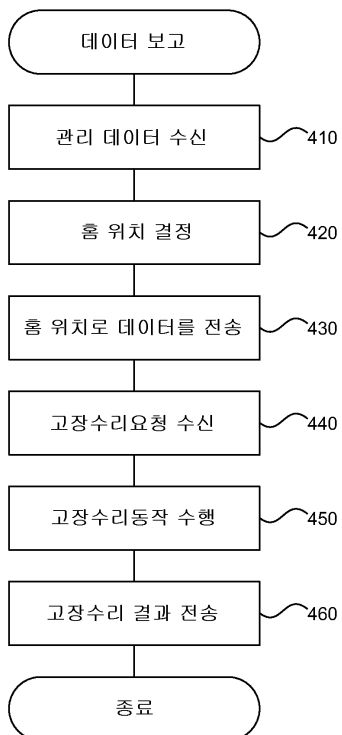 데이터 보고
관리 데이터 수신
410
홈 위치 결정
420
홈 위치로 데이터를 전송
430
고장수리요청 수신
440
고장수리동작 수행
450
고장수리 결과 전송
460
종료